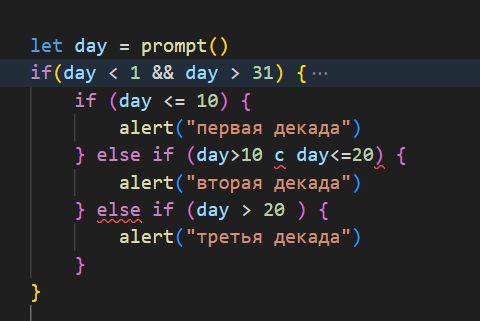 let day = prompt()
if(day < 1 && day > 31) {⋯
if (day <= 10) {
alert("первая декада")
} else if (day>10 с day<=20) {
alert("вторая декада")
} else if (day > 20 ) {
alert("третья декада")
}
}